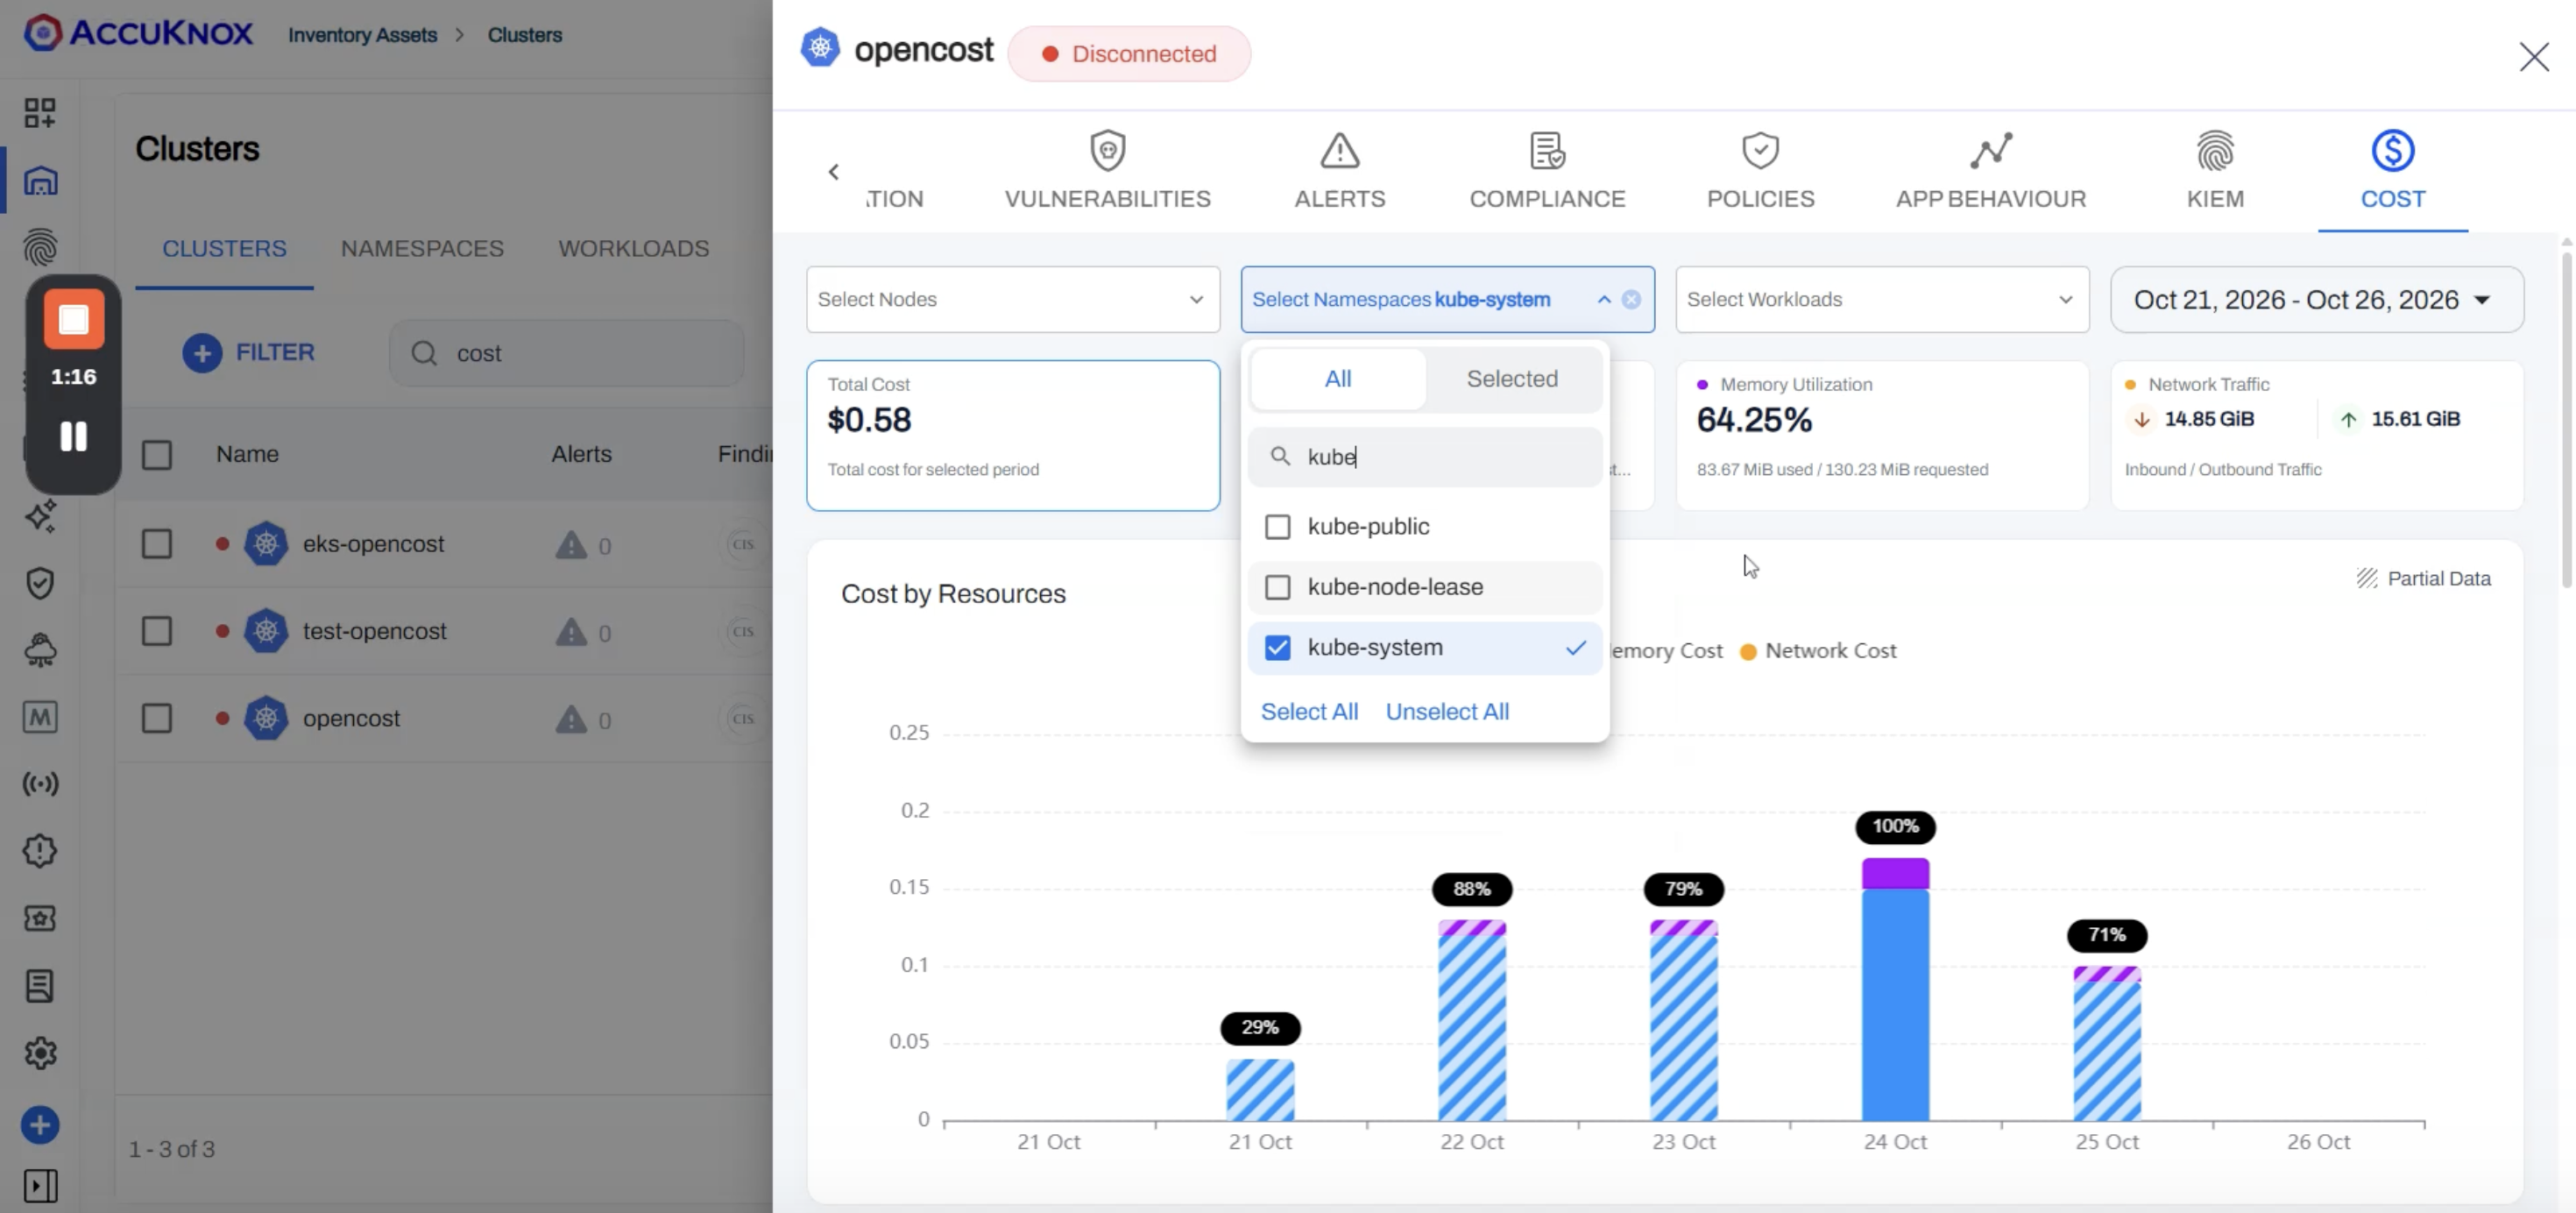 ACCUKNOX
Inventory Assets > Clusters
opencost
Disconnected
Clusters
CLUSTERS
NAMESPACES
WORKLOADS
1:16
FILTER
cost
Name
Alerts
eks-opencost
0
CIS
test-opencost
0
CIS
opencost
0
CIS
M
1 - 3 of 3
VULNERABILITIES
ALERTS
COMPLIANCE
POLICIES
APP BEHAVIOUR
KIEM
COST
Select Nodes
Select Namespaces kube-system
Select Workloads
Oct 21, 2026 - Oct 26, 2026
Total Cost
$0.58
Total cost for selected period
All
Selected
kube
kube-public
kube-node-lease
kube-system
Select All
Unselect All
Memory Utilization
64.25%
83.67 MiB used / 130.23 MiB requested
Network Traffic
14.85 GiB
15.61 GiB
Inbound / Outbound Traffic
Cost by Resources
Partial Data
emory Cost
Network Cost
0.25
0.2
0.15
0.1
0.05
0
29%
88%
79%
100%
71%
21 Oct
21 Oct
22 Oct
23 Oct
24 Oct
25 Oct
26 Oct